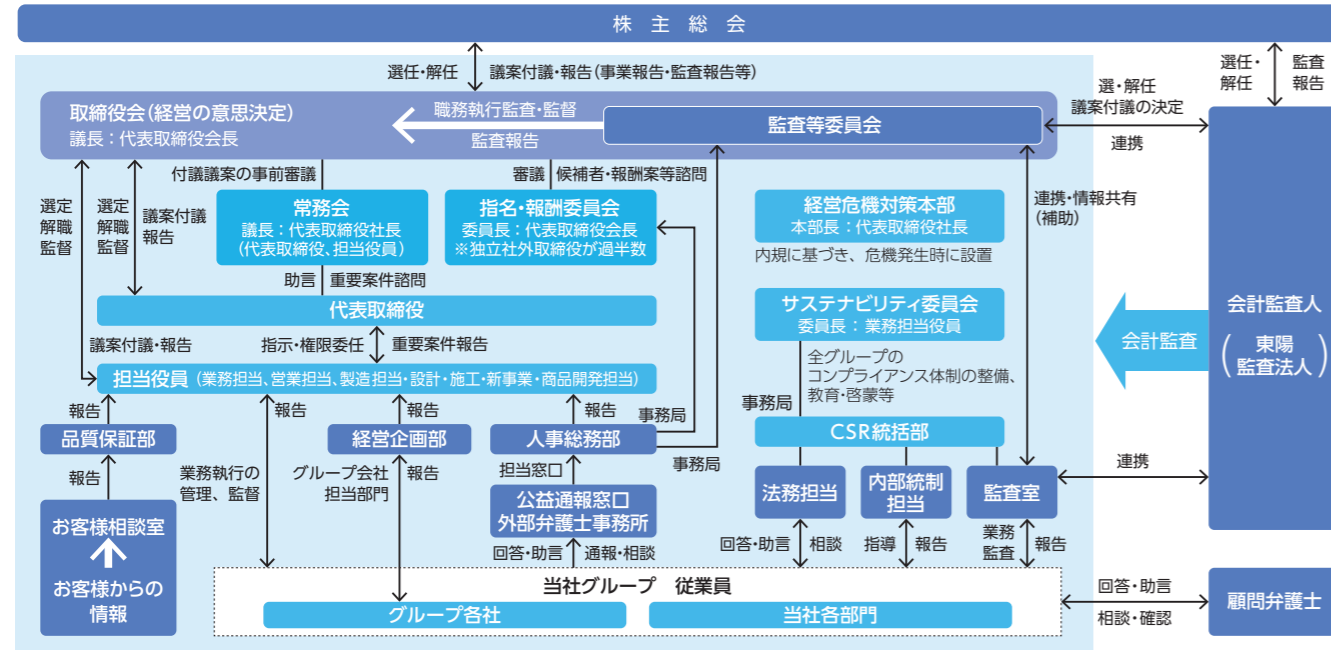 株主総会
選任・解任
議案付議・報告(事業報告・監査報告等)
選任・
解任
監査
報告
取締役会(経営の意思決定)
議長：代表取締役会長
職務執行監査・監督
監査報告
監査等委員会
選・解任
議案付議の決定
連携
付議議案の事前審議
審議
候補者・報酬案等諮問
選定
解職
監督
選定
解職
監督
議案付議
報告
常務会
議長：代表取締役社長
(代表取締役、担当役員)
指名・報酬委員会
委員長：代表取締役会長
※独立社外取締役が過半数
経営危機対策本部
本部長：代表取締役社長
内規に基づき、危機発生時に設置
連携・情報共有
(補助)
助言
重要案件諮問
代表取締役
サステナビリティ委員会
委員長：業務担当役員
会計監査
会計監査人
(東陽
監査法人)
議案付議・報告
指示・権限委任
重要案件報告
全グループの
コンプライアンス体制の整備、
教育・啓蒙等
担当役員(業務担当、営業担当、製造担当・設計・施工・新事業・商品開発担当)
報告
報告
報告
報告
事務局
事務局
品質保証部
経営企画部
人事総務部
CSR統括部
報告
業務執行の
管理、監督
グループ会社
担当部門
報告
担当窓口
事務局
連携
法務担当
内部統制
担当
監査室
公益通報窓口
外部弁護士事務所
お客様相談室
お客様からの
情報
回答・助言
通報・相談
回答・助言
相談
指導
報告
業務
監査
報告
当社グループ 従業員
グループ各社
当社各部門
回答・助言
相談・確認
顧問弁護士